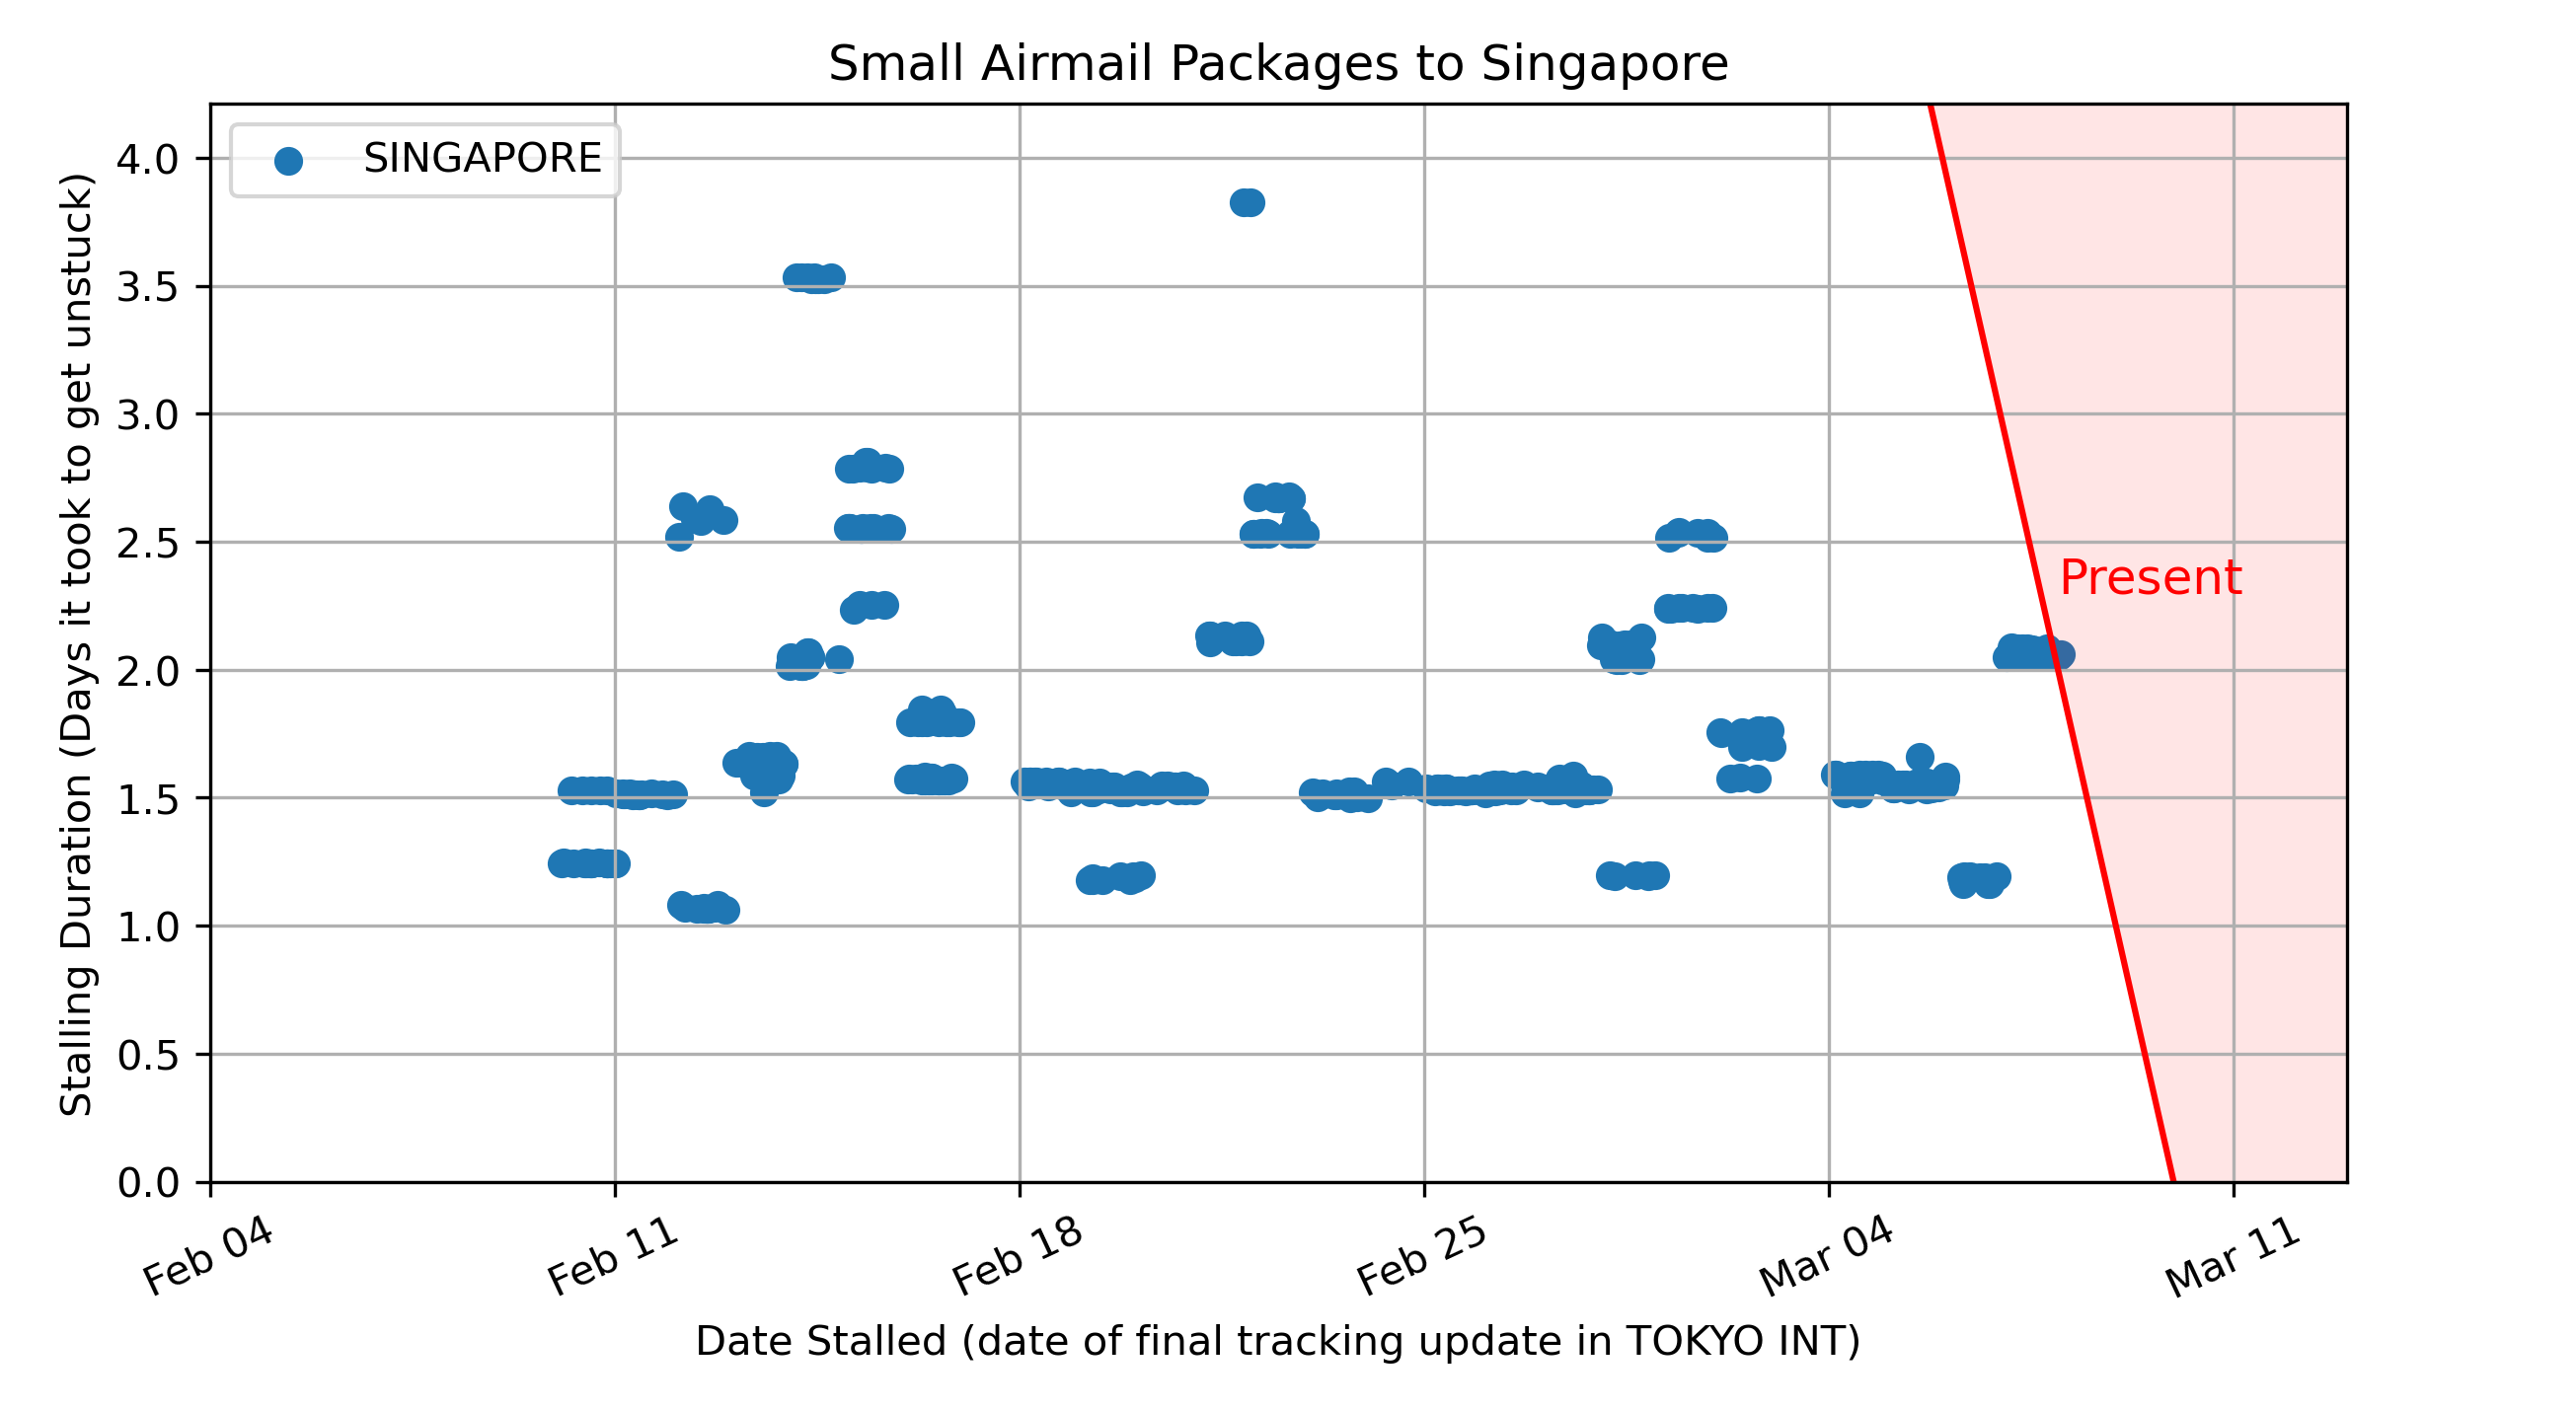 Small Airmail Packages to Singapore
SINGAPORE
Stalling Duration (Days it took to get unstuck)
4.0
3.5
3.0
2.5
2.0
1.5
1.0
0.5
0.0
Present
Feb 04
Feb 11
Feb 18
Feb 25
Mar 04
Mar 11
Date Stalled (date of final tracking update in TOKYO INT)